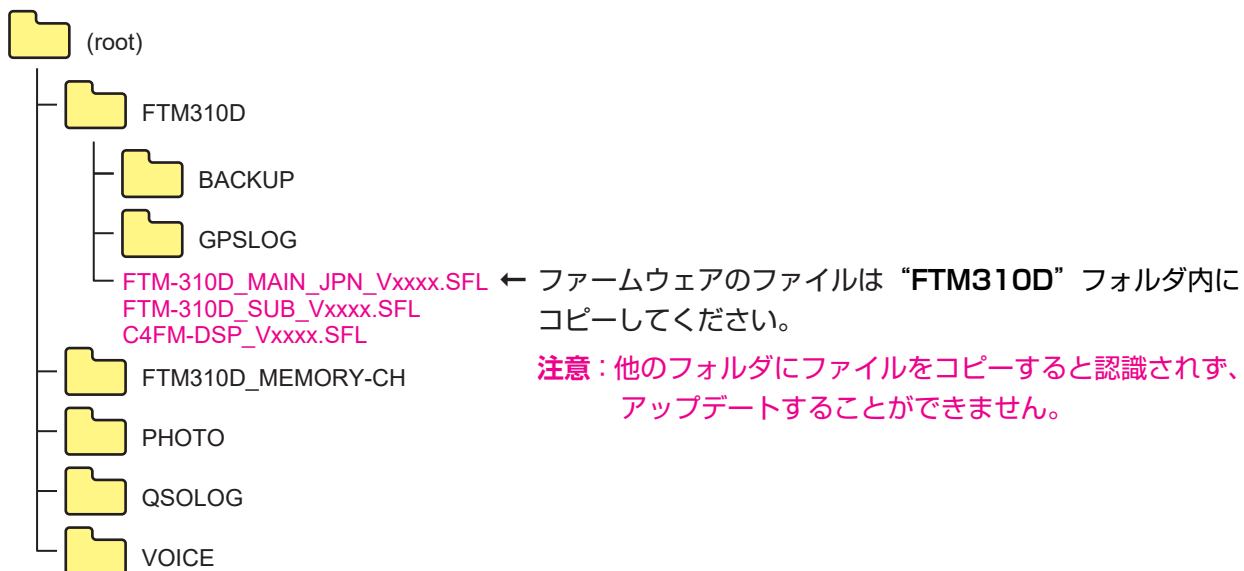 (root)
FTM310D
BACKUP
GPSLOG
FTM-310D_MAIN_JPN_Vxxxx.SFL ← ファームウェアのファイルは “FTM310D” フォルダ内に
FTM-310D_SUB_Vxxxx.SFL コピーしてください。
C4FM-DSP_Vxxxx.SFL
FTM310D_MEMORY-CH 注意：他のフォルダにファイルをコピーすると認識されず、
アップデートすることができません。
PHOTO
QSOLOG
VOICE